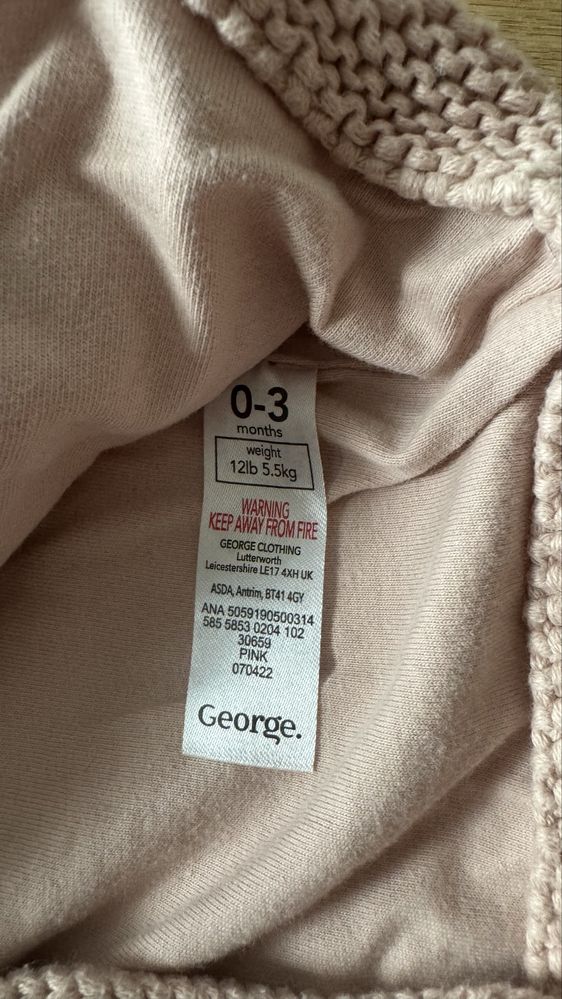 0-3
months
weight
12lb 5.5kg
WARNING
KEEP AWAY FROM FIRE
GEORGE CLOTHING
Lutterworth
Leicestershire LE17 4XH UK
ASDA, Antrim, BT41 4GY
ANA 5059190500314
585 5853 0204 102
30659
PINK
070422
George.